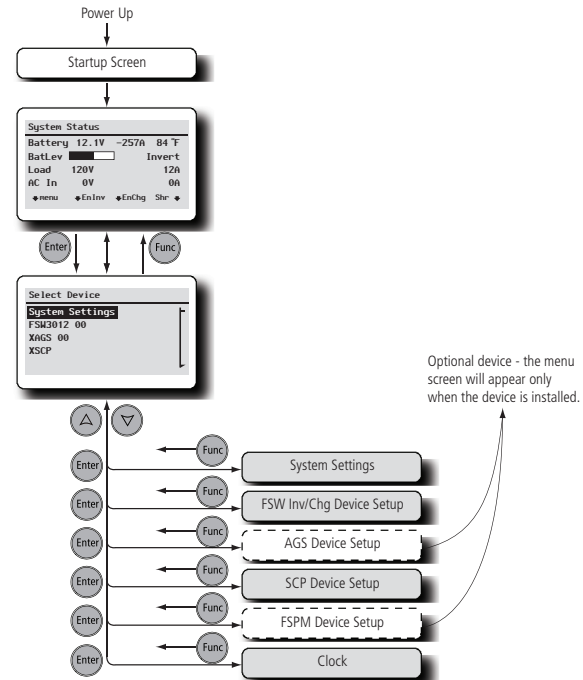 Power Up
Startup Screen
System Status
Battery 12.1V -257A 84°F
BatLev Invert
Load 120V 12A
AC In 0V 0A
menu EnInv EnChg Shr
Enter
Func
Select Device
System Settings
FSW3012 00
XAGS 00
XSCP
Optional device - the menu
screen will appear only
when the device is installed.
Func
Enter
System Settings
Func
Enter
FSW Inv/Chg Device Setup
Func
Enter
AGS Device Setup
Func
Enter
SCP Device Setup
Func
Enter
FSPM Device Setup
Func
Enter
Clock